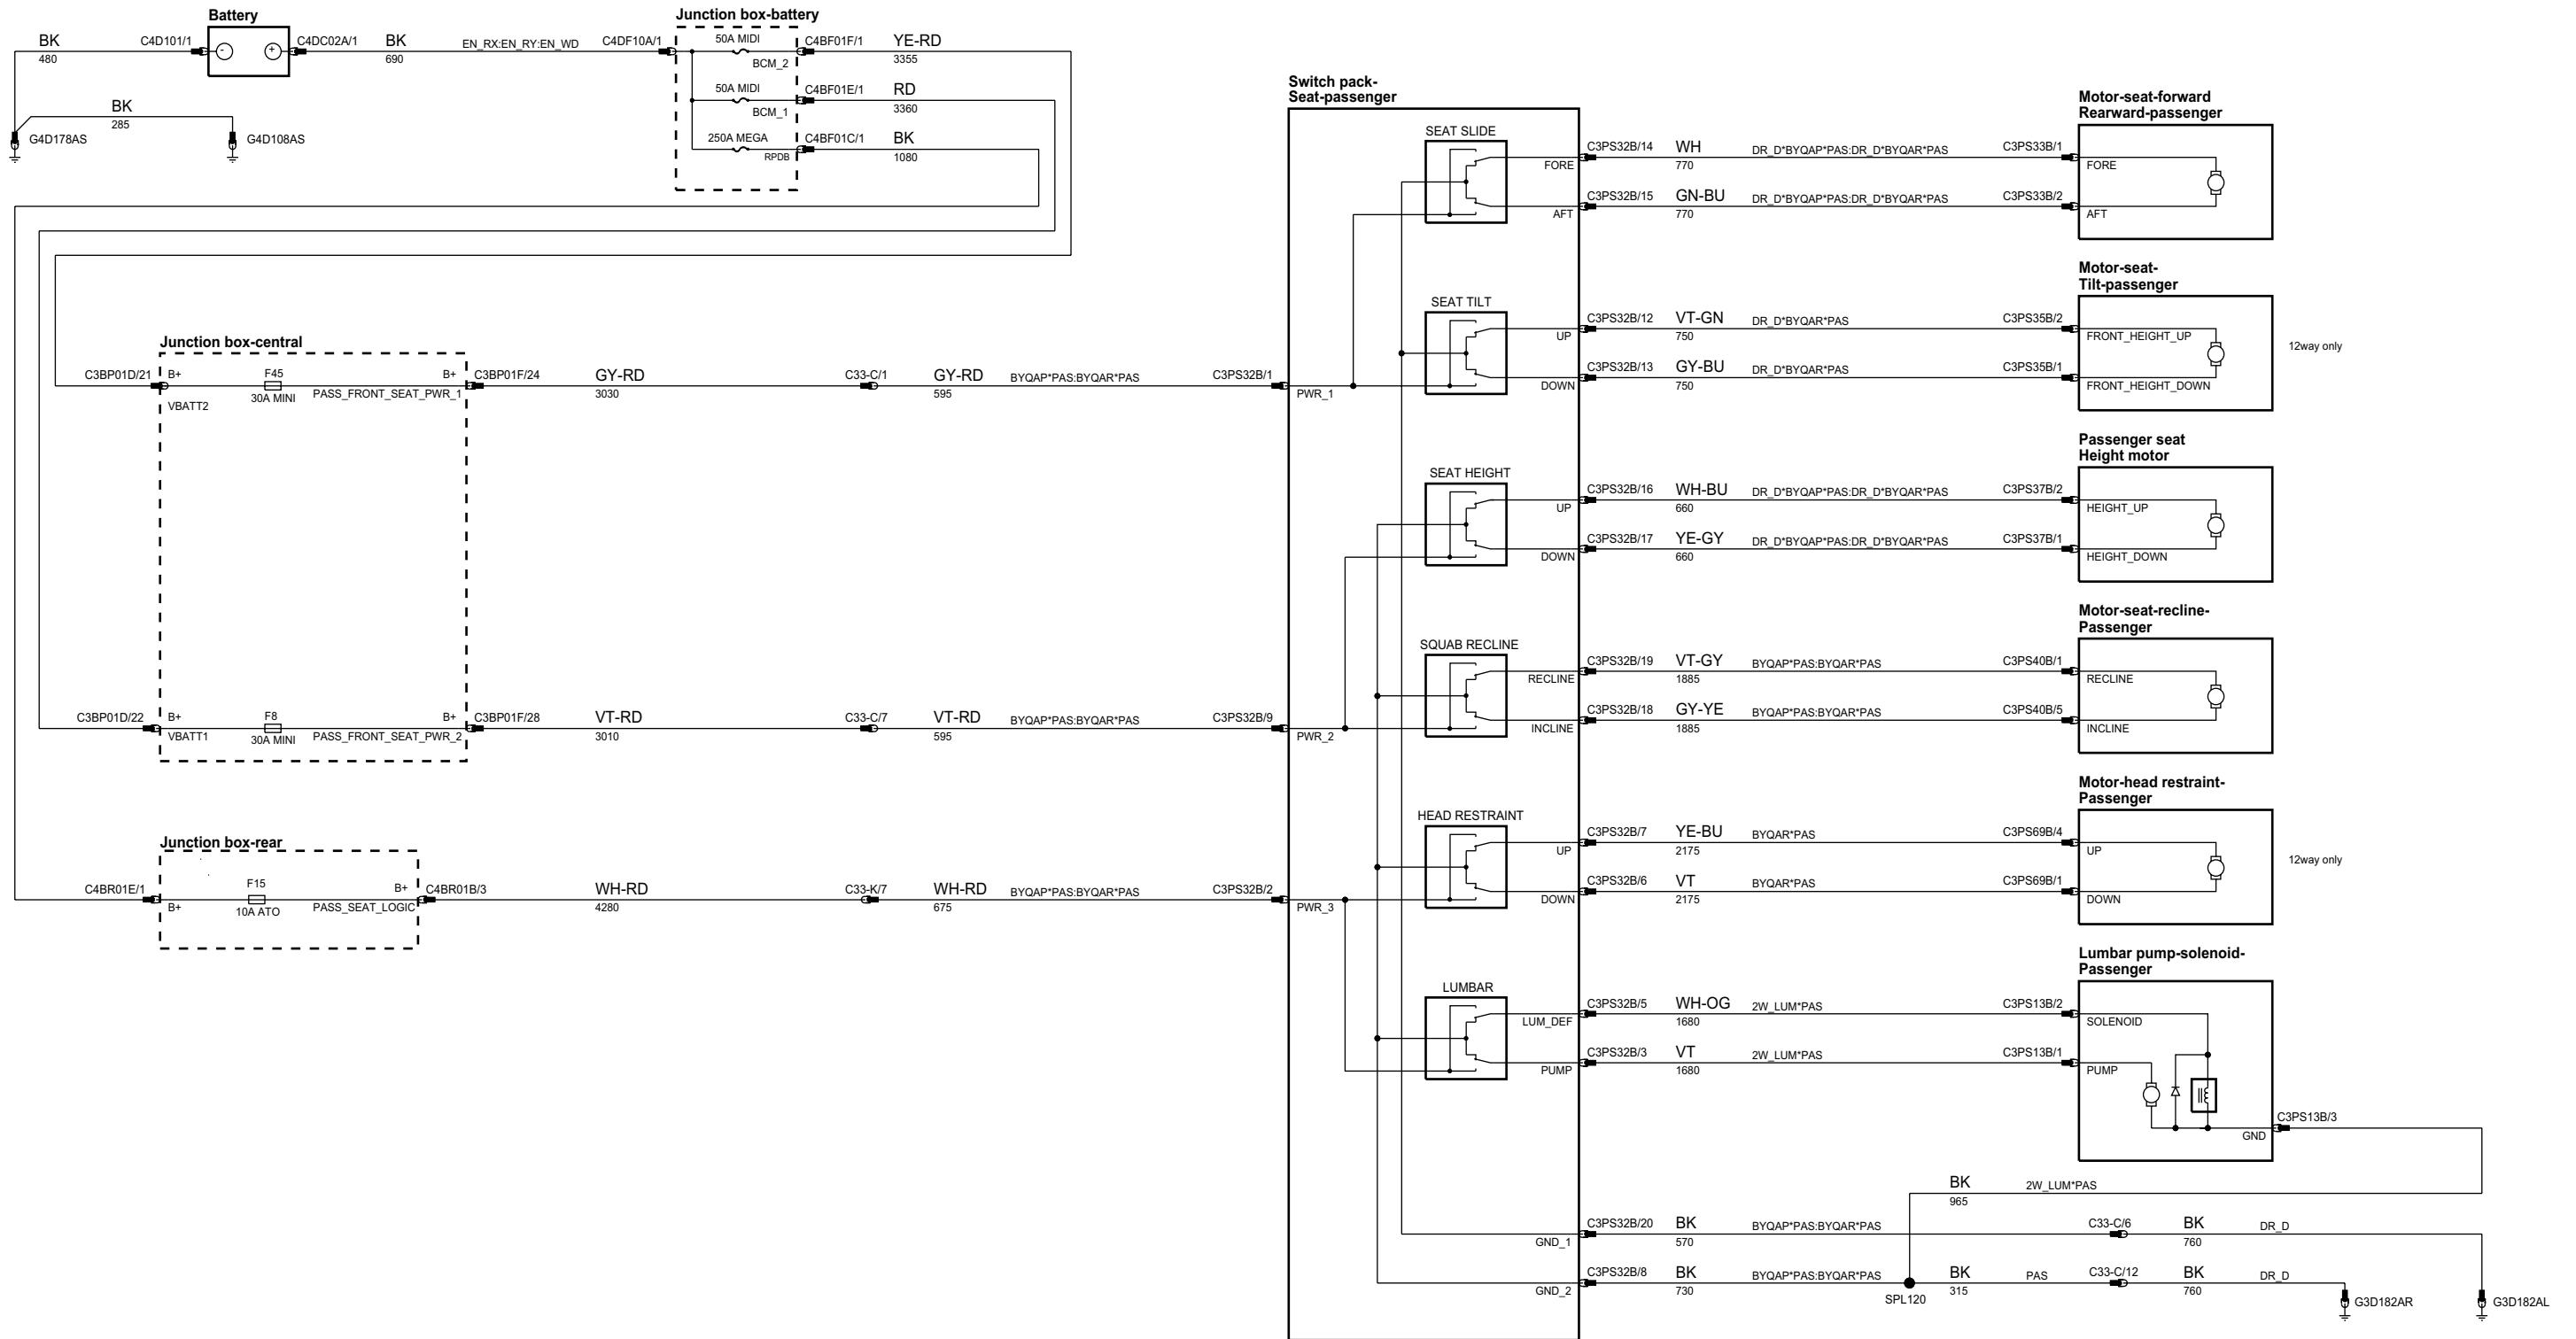 Battery
BK
480
C4D101/1
-
+
C4DC02A/1
BK
690
EN_RX:EN_RY:EN_WD
C4DF10A/1
BK
285
G4D178AS
G4D108AS
Junction box-battery
50A MIDI
BCM_2
C4BF01F/1
YE-RD
3355
50A MIDI
BCM_1
C4BF01E/1
RD
3360
250A MEGA
RPDB
C4BF01C/1
BK
1080
Junction box-central
C3BP01D/21
B+
VBATT2
F45
30A MINI
B+
PASS_FRONT_SEAT_PWR_1
C3BP01F/24
GY-RD
3030
C33-C/1
GY-RD
595
BYQAP*PAS:BYQAR*PAS
C3PS32B/1
PWR_1
C3BP01D/22
B+
VBATT1
F8
30A MINI
B+
PASS_FRONT_SEAT_PWR_2
C3BP01F/28
VT-RD
3010
C33-C/7
VT-RD
595
BYQAP*PAS:BYQAR*PAS
C3PS32B/9
PWR_2
Junction box-rear
C4BR01E/1
B+
F15
10A ATO
B+
PASS_SEAT_LOGIC
C4BR01B/3
WH-RD
4280
C33-K/7
WH-RD
675
BYQAP*PAS:BYQAR*PAS
C3PS32B/2
PWR_3
Switch pack-
Seat-passenger
SEAT SLIDE
FORE
C3PS32B/14
WH
770
DR_D*BYQAP*PAS:DR_D*BYQAR*PAS
C3PS33B/1
AFT
C3PS32B/15
GN-BU
770
DR_D*BYQAP*PAS:DR_D*BYQAR*PAS
C3PS33B/2
Motor-seat-forward
Rearward-passenger
FORE
AFT
SEAT TILT
UP
C3PS32B/12
VT-GN
750
DR_D*BYQAR*PAS
C3PS35B/2
DOWN
C3PS32B/13
GY-BU
750
DR_D*BYQAR*PAS
C3PS35B/1
Motor-seat-
Tilt-passenger
FRONT_HEIGHT_UP
FRONT_HEIGHT_DOWN
12way only
SEAT HEIGHT
UP
C3PS32B/16
WH-BU
660
DR_D*BYQAP*PAS:DR_D*BYQAR*PAS
C3PS37B/2
DOWN
C3PS32B/17
YE-GY
660
DR_D*BYQAP*PAS:DR_D*BYQAR*PAS
C3PS37B/1
Passenger seat
Height motor
HEIGHT_UP
HEIGHT_DOWN
SQUAB RECLINE
RECLINE
C3PS32B/19
VT-GY
1885
BYQAP*PAS:BYQAR*PAS
C3PS40B/1
INCLINE
C3PS32B/18
GY-YE
1885
BYQAP*PAS:BYQAR*PAS
C3PS40B/5
Motor-seat-recline-
Passenger
RECLINE
INCLINE
HEAD RESTRAINT
UP
C3PS32B/7
YE-BU
2175
BYQAR*PAS
C3PS69B/4
DOWN
C3PS32B/6
VT
2175
BYQAR*PAS
C3PS69B/1
Motor-head restraint-
Passenger
UP
DOWN
12way only
LUMBAR
LUM_DEF
C3PS32B/5
WH-OG
1680
2W_LUM*PAS
C3PS13B/2
PUMP
C3PS32B/3
VT
1680
2W_LUM*PAS
C3PS13B/1
Lumbar pump-solenoid-
Passenger
SOLENOID
PUMP
GND
C3PS13B/3
BK
965
2W_LUM*PAS
GND_1
C3PS32B/20
BK
570
BYQAP*PAS:BYQAR*PAS
C33-C/6
BK
760
DR_D
GND_2
C3PS32B/8
BK
730
BYQAP*PAS:BYQAR*PAS
SPL120
BK
315
PAS
C33-C/12
BK
760
DR_D
G3D182AR
G3D182AL